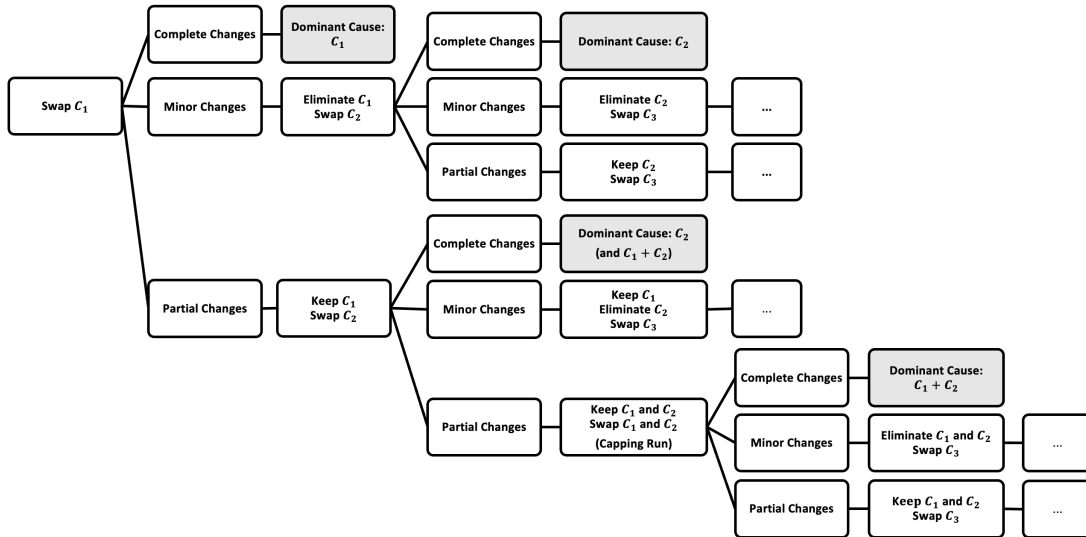 Swap C₁
Complete Changes
Dominant Cause:
C₁
Minor Changes
Eliminate C₁
Swap C₂
Complete Changes
Dominant Cause: C₂
Minor Changes
Eliminate C₂
Swap C₃
...
Partial Changes
Keep C₂
Swap C₃
...
Partial Changes
Keep C₁
Swap C₂
Complete Changes
Dominant Cause: C₂
(and C₁ + C₂)
Minor Changes
Keep C₁
Eliminate C₂
Swap C₃
...
Partial Changes
Keep C₁ and C₂
Swap C₁ and C₂
(Capping Run)
Complete Changes
Dominant Cause:
C₁ + C₂
Minor Changes
Eliminate C₁ and C₂
Swap C₃
...
Partial Changes
Keep C₁ and C₂
Swap C₃
...